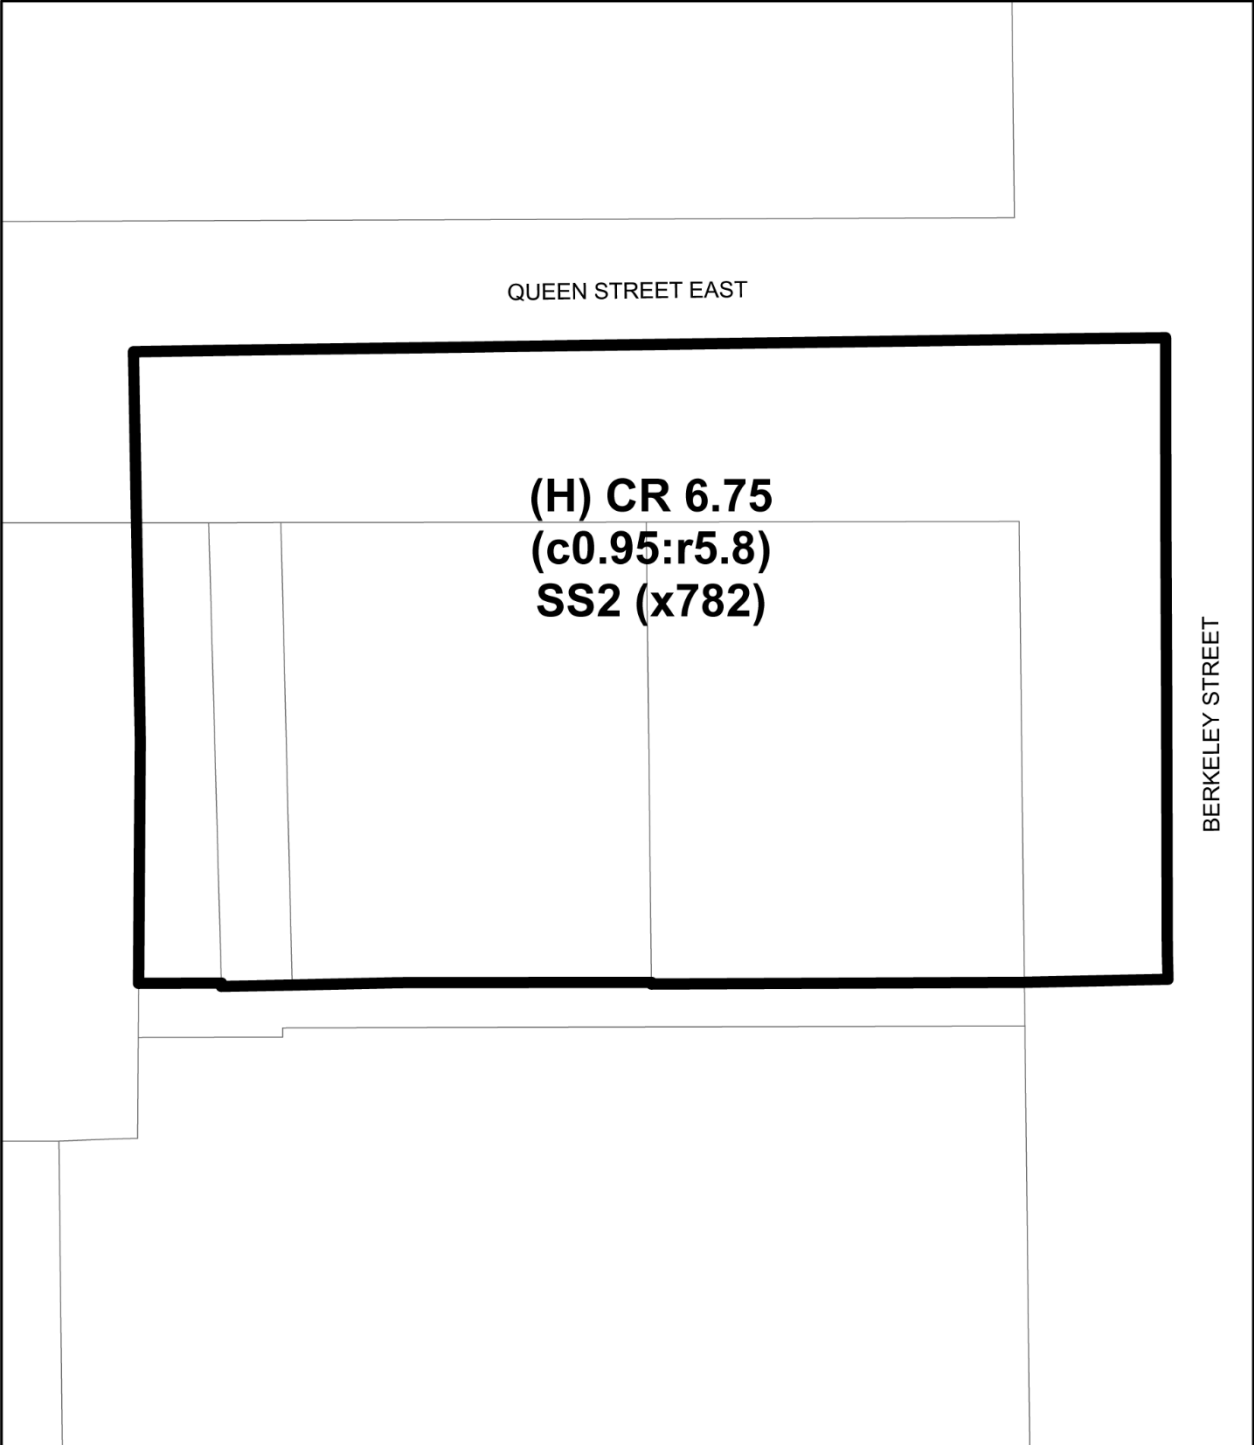 QUEEN STREET EAST
(H) CR 6.75
(c0.95:r5.8)
SS2 (x782)
BERKELEY STREET